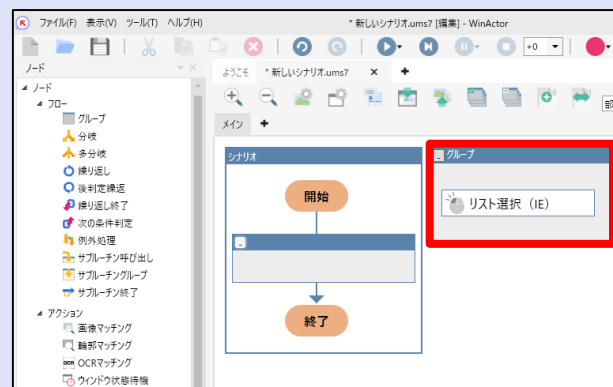 ファイル(F) 表示(V) ツール(T) ヘルプ(H)
* 新しいシナリオ.ums7 [編集] - WinActor
+0
ノード
ようこそ * 新しいシナリオ.ums7
ノード
フロー
グループ
分岐
多分岐
繰り返し
後判定繰返
繰り返し終了
次の条件判定
例外処理
サブルーチン呼び出し
サブルーチングループ
サブルーチン終了
アクション
画像マッチング
輪郭マッチング
OCR OCRマッチング
ウィンドウ状態待機
部
メイン
シナリオ
開始
終了
グループ
リスト選択（IE）